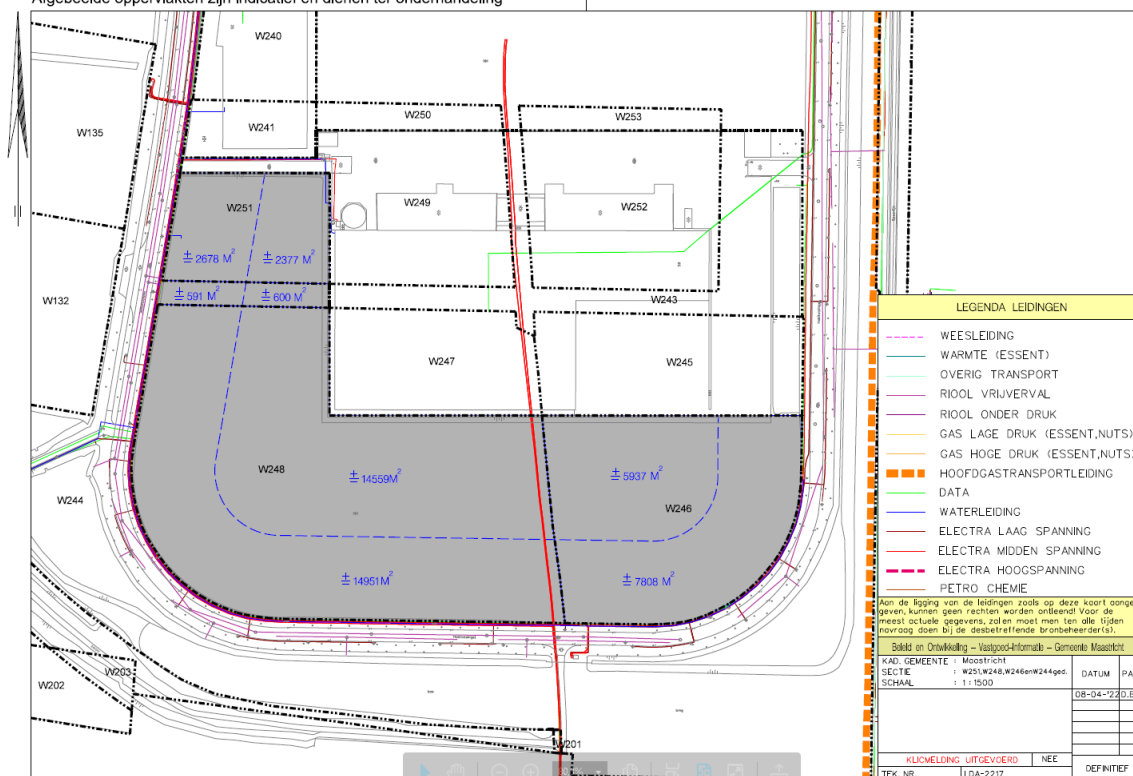 Afgebeelde oppervlakten zijn indicatief en dienen ter onderhandeling
W240
W241
W250
W253
W135
W251
W249
W252
± 2678 M²
± 2377 M²
± 591 M²
± 600 M²
W132
W243
W247
W245
W248
± 14559M²
± 5937 M²
W246
W244
± 14951M²
± 7808 M²
W203
W202
W201
LEGENDA LEIDINGEN
WEESLEIDING
WARMTE (ESSENT)
OVERIG TRANSPORT
RIOOL VRIJVERVAL
RIOOL ONDER DRUK
GAS LAGE DRUK (ESSENT,NUTS)
GAS HOGE DRUK (ESSENT,NUTS)
HOOFDGASTRANSPORTLEIDING
DATA
WATERLEIDING
ELECTRA LAAG SPANNING
ELECTRA MIDDEN SPANNING
ELECTRA HOOGSPANNING
PETRO CHEMIE
Aan de ligging van de leidingen zoals op deze kaart aange
geven, kunnen geen rechten worden ontleend! Voor de
meest actuele gegevens, zal en moet men ten alle tijden
navraag doen bij de desbetreffende bronbeheerder(s).
Beleid en Ontwikkeling – Vastgoed-Informatie – Gemeente Maastricht
KAD. GEMEENTE : Maastricht
SECTIE : W251,W248,W246enW244ged.
SCHAAL : 1:1500
DATUM PA
08-04-'22 D.E
KLICMELDING UITGEVOERD NEE
TEK. NR. LDA-2217
DEFINITIEF